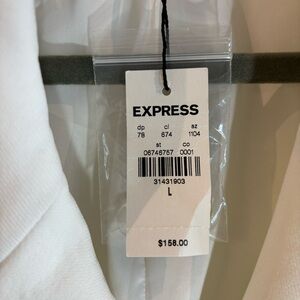 EXPRESS
dp cl sz
78 674 1104
st co
06746757 0001
31431903
L
$158.00